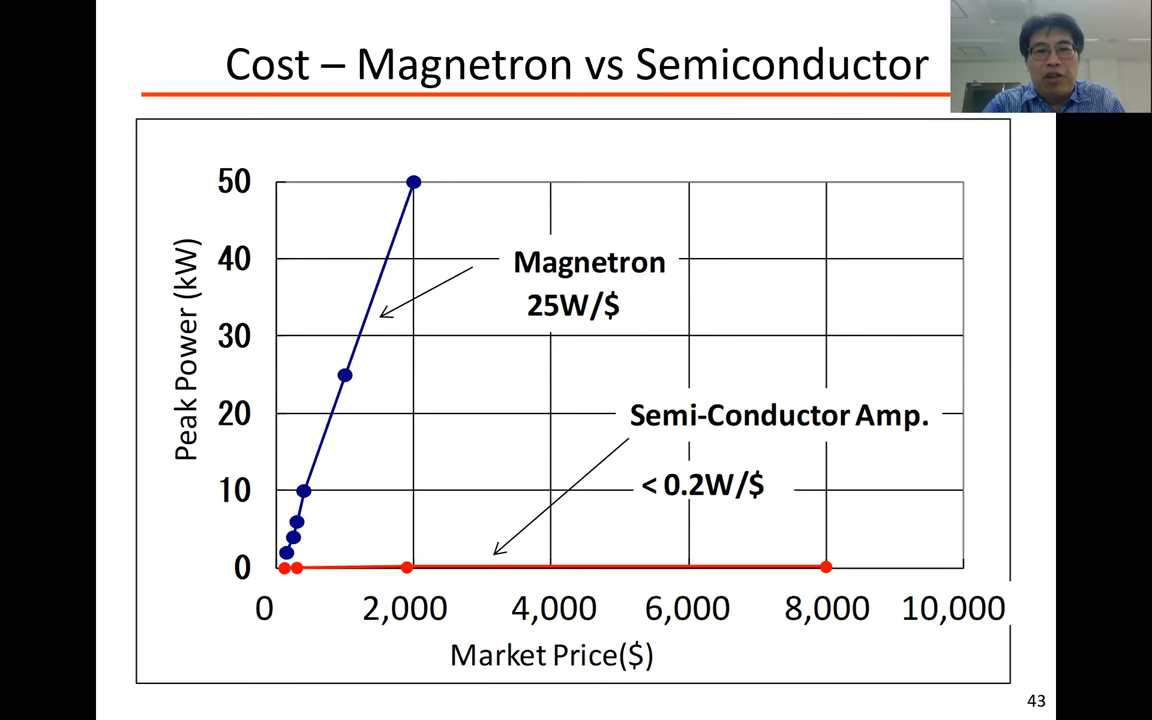 Cost – Magnetron vs Semiconductor
50
40
30
20
10
0
Peak Power (kW)
Magnetron
25W/$
Semi-Conductor Amp.
< 0.2W/$
0
2,000
4,000
6,000
8,000
10,000
Market Price($)
43